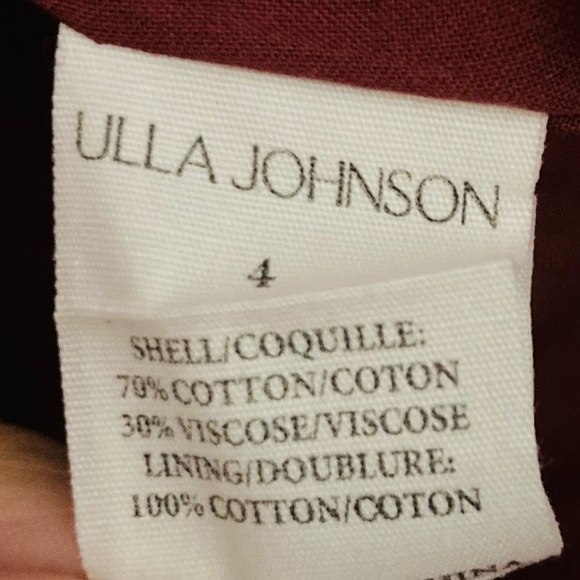 ULLA JOHNSON
4
SHELL/COQUILLE:
70% COTTON/COTON
30% VISCOSE/VISCOSE
LINING/DOUBLURE:
100% COTTON/COTON